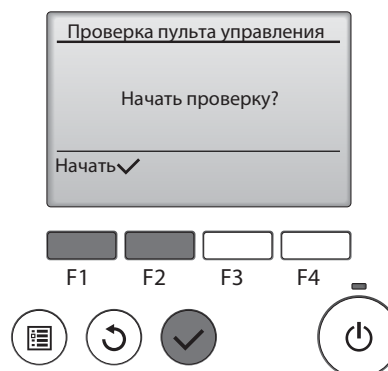 Проверка пульта управления
Начать проверку?
Начать✓
F1 F2 F3 F4